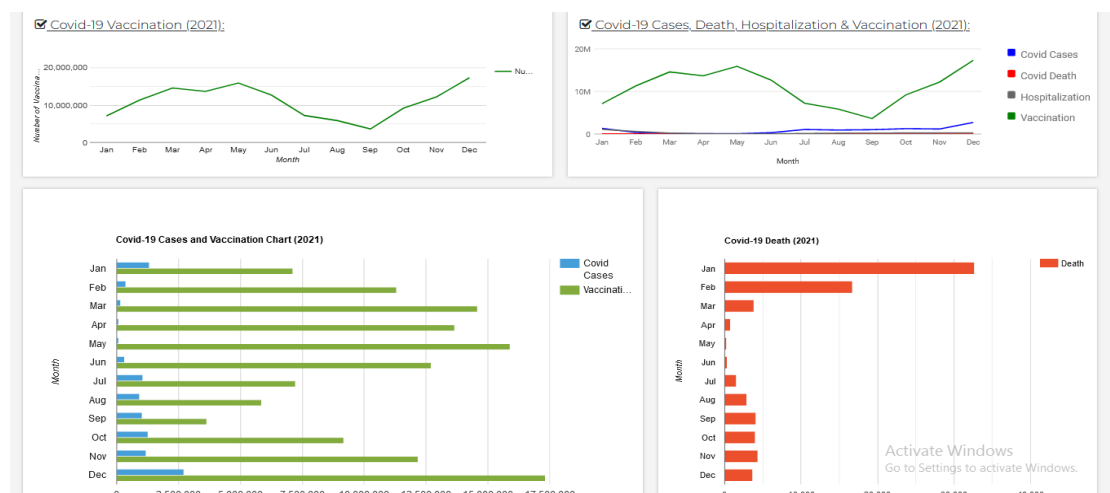 Covid-19 Vaccination (2021):
20,000,000
10,000,000
0
Number of Vaccina...
Jan Feb Mar Apr May Jun Jul Aug Sep Oct Nov Dec
Month
Nu...
Covid-19 Cases, Death, Hospitalization & Vaccination (2021):
20M
10M
0
Jan Feb Mar Apr May Jun Jul Aug Sep Oct Nov Dec
Month
Covid Cases
Covid Death
Hospitalization
Vaccination
Covid-19 Cases and Vaccination Chart (2021)
Month
Jan
Feb
Mar
Apr
May
Jun
Jul
Aug
Sep
Oct
Nov
Dec
Covid
Cases
Vaccinati...
Covid-19 Death (2021)
Month
Jan
Feb
Mar
Apr
May
Jun
Jul
Aug
Sep
Oct
Nov
Dec
Death
Activate Windows
Go to Settings to activate Windows.